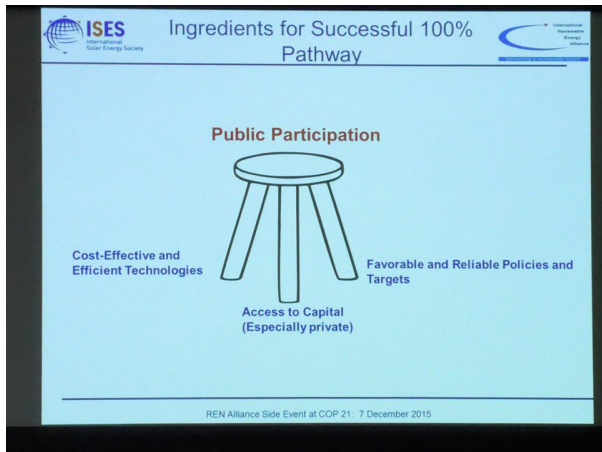 ISES
International
Solar Energy Society
Ingredients for Successful 100%
Pathway
International
Renewable
Energy
Alliance
Public Participation
Cost-Effective and
Efficient Technologies
Favorable and Reliable Policies and
Targets
Access to Capital
(Especially private)
REN Alliance Side Event at COP 21: 7 December 2015